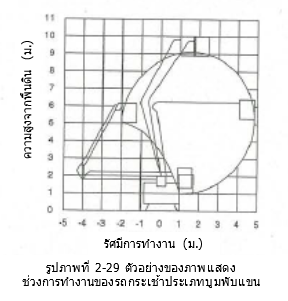 11
10
9
8
7
6
5
4
3
2
1
0
ความสูงจากพื้นดิน (ม.)
-5 -4 -3 -2 -1 0 1 2 3 4 5
รัศมีการทำงาน (ม.)
รูปภาพที่ 2-29 ตัวอย่างของภาพแสดง
ช่วงการทำงานของรถกระเช้าประเภทบูมพับแขน